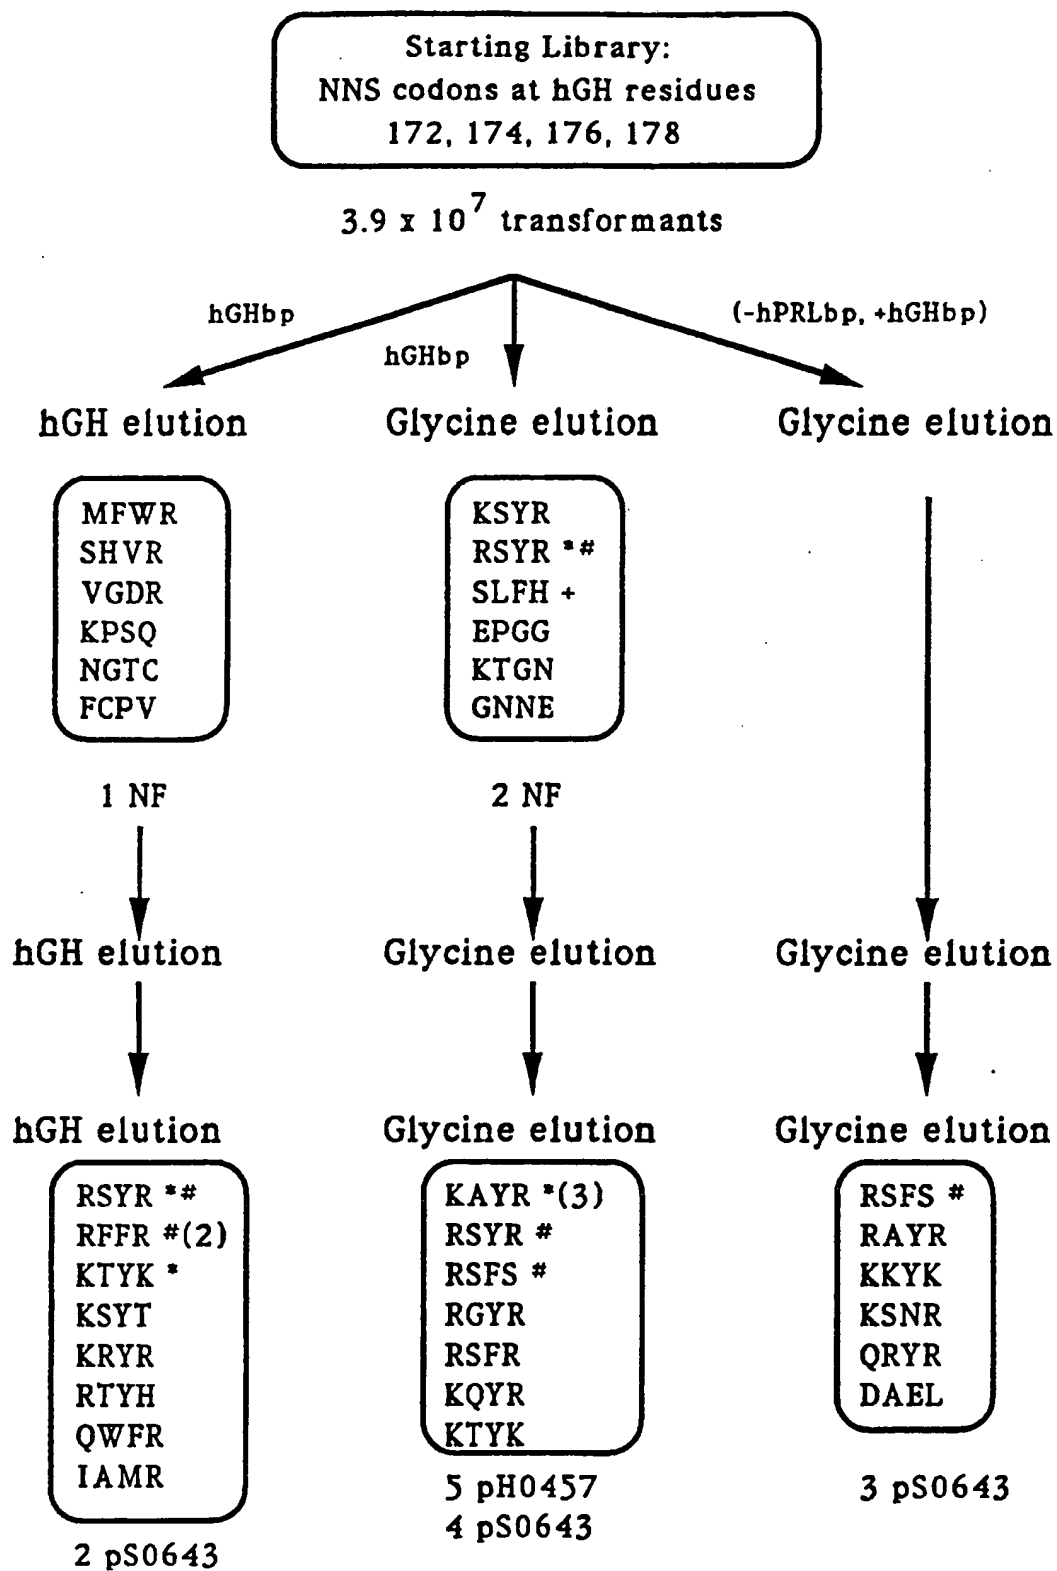 Starting Library:
NNS codons at hGH residues
172, 174, 176, 178
3.9 x 10^7 transformants
hGHbp
hGHbp
(-hPRLbp, +hGHbp)
hGH elution
Glycine elution
Glycine elution
MFWR
SHVR
VGDR
KPSQ
NGTC
FCPV
1 NF
KSYR
RSYR *#
SLFH +
EPGG
KTGN
GNNE
2 NF
hGH elution
Glycine elution
Glycine elution
hGH elution
Glycine elution
Glycine elution
RSYR *#
RFFR #(2)
KTYK *
KSYT
KRYR
RTYH
QWFR
IAMR
2 pS0643
KAYR *(3)
RSYR #
RSFS #
RGYR
RSFR
KQYR
KTYK
5 pH0457
4 pS0643
RSFS #
RAYR
KKYK
KSNR
QRYR
DAEL
3 pS0643